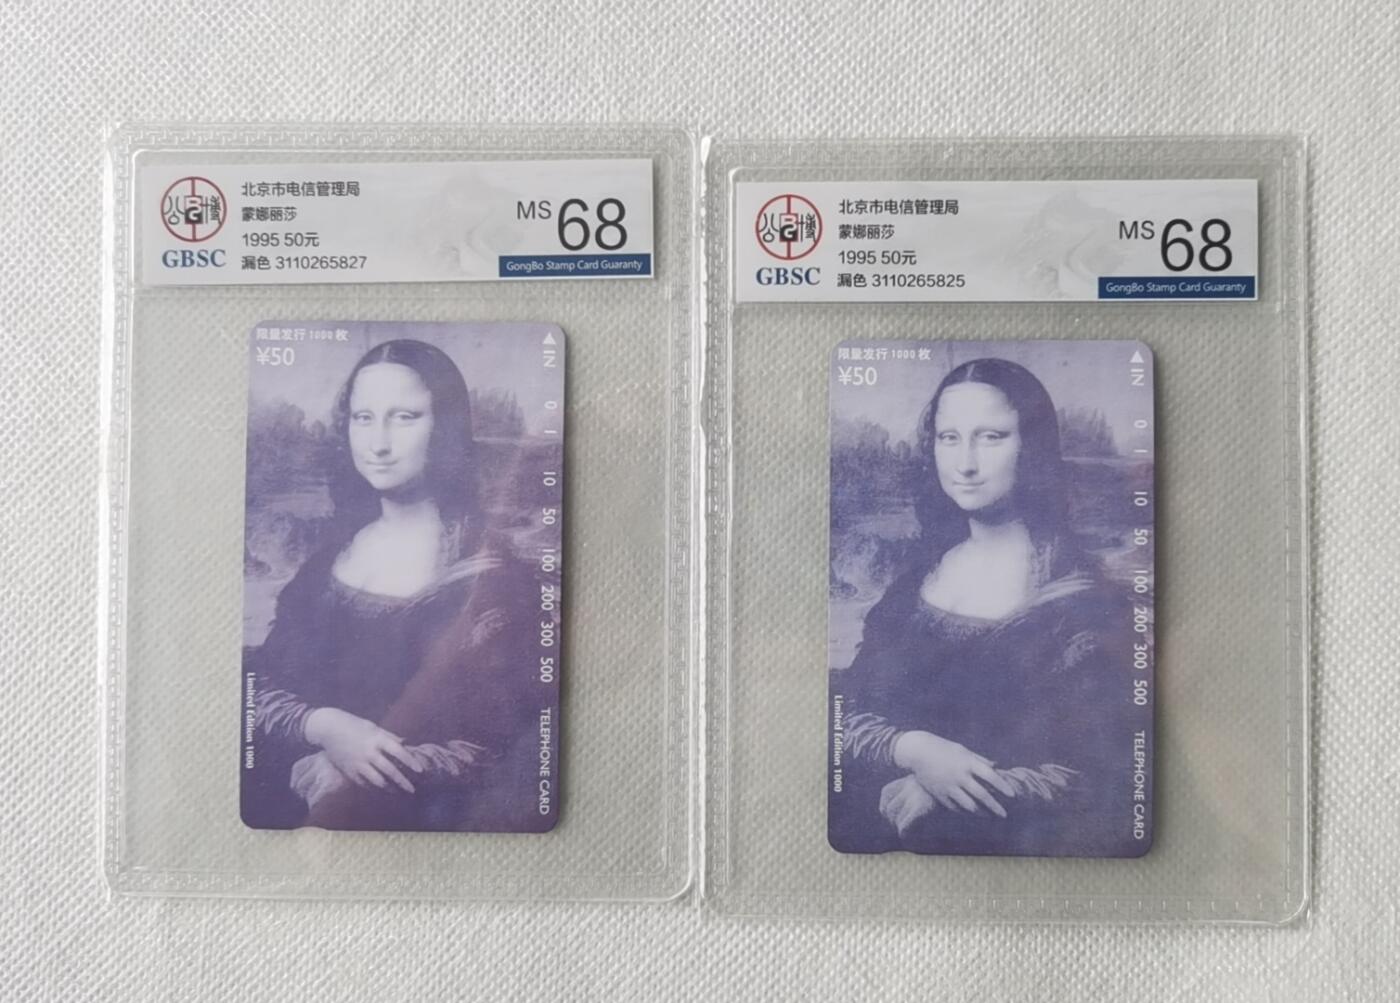 北京市电信管理局
蒙娜丽莎
1995 50元
漏色 3110265827
GBSC
MS 68
GongBo Stamp Card Guaranty
限量发行 1000 枚
¥50
IN
0 1 10 50 100 200 300 500
TELEPHONE CARD
Limited Edition 1000
北京市电信管理局
蒙娜丽莎
1995 50元
漏色 3110265825
GBSC
MS 68
GongBo Stamp Card Guaranty
限量发行 1000 枚
¥50
IN
0 1 10 50 100 200 300 500
TELEPHONE CARD
Limited Edition 1000